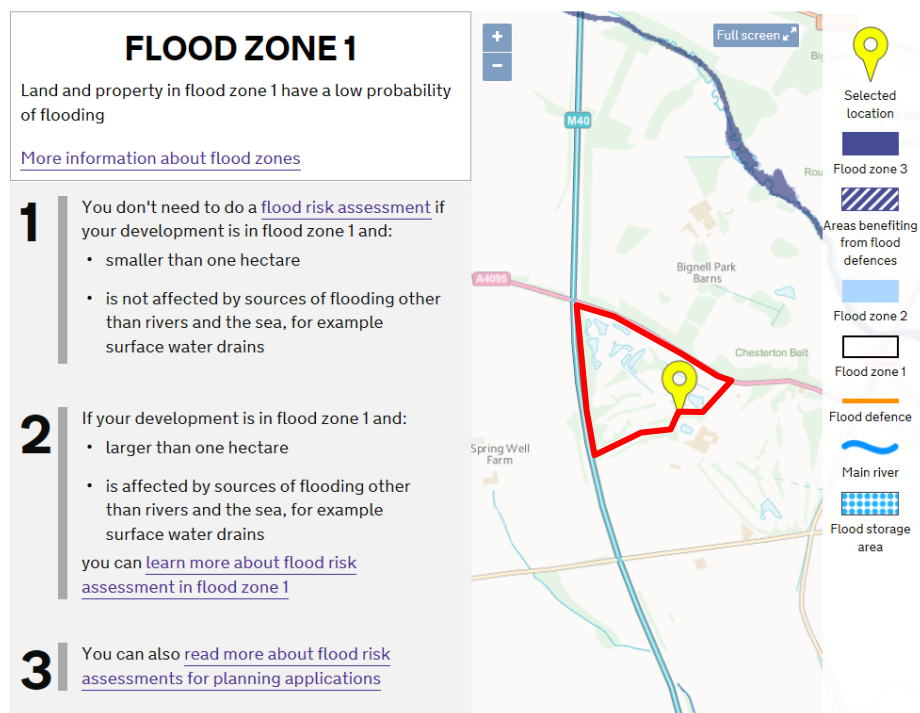 FLOOD ZONE 1
Land and property in flood zone 1 have a low probability
of flooding
More information about flood zones
1
You don't need to do a flood risk assessment if
your development is in flood zone 1 and:
• smaller than one hectare
• is not affected by sources of flooding other
than rivers and the sea, for example
surface water drains
2
If your development is in flood zone 1 and:
• larger than one hectare
• is affected by sources of flooding other
than rivers and the sea, for example
surface water drains
you can learn more about flood risk
assessment in flood zone 1
3
You can also read more about flood risk
assessments for planning applications
+
−
Full screen
M40
A4095
Bignell Park
Barns
Chesterton Belt
Spring Well
Farm
Selected
location
Flood zone 3
Areas benefiting
from flood
defences
Flood zone 2
Flood zone 1
Flood defence
Main river
Flood storage
area